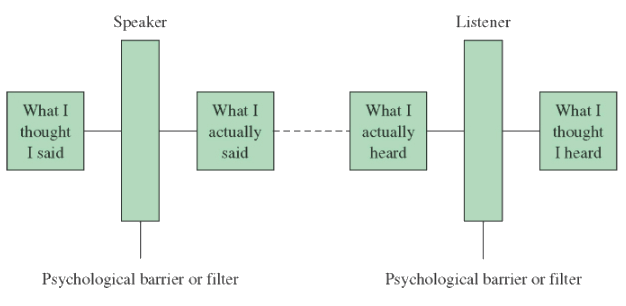 Speaker
Listener
What I
thought
I said
What I
actually
said
What I
actually
heard
What I
thought
I heard
Psychological barrier or filter
Psychological barrier or filter